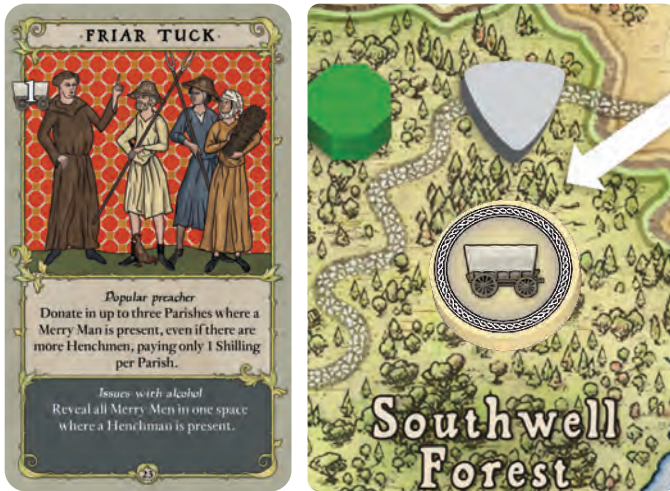 FRIAR TUCK
1
Popular preacher
Donate in up to three Parishes where a
Merry Man is present, even if there are
more Henchmen, paying only 1 Shilling
per Parish.
Issues with alcohol
Reveal all Merry Men in one space
where a Henchman is present.
23
Southwell
Forest